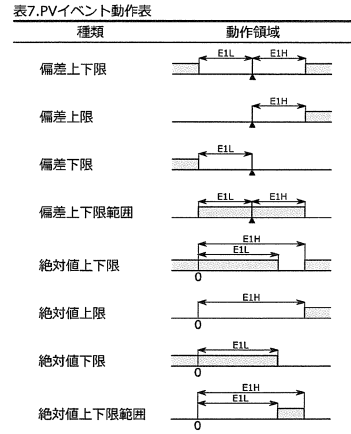 表7.PVイベント動作表
種類 動作領域
偏差上下限 E1L E1H
偏差上限 E1H
偏差下限 E1L
偏差上下限範囲 E1L E1H
絶対値上下限 E1H
E1L
0
絶対値上限 E1H
0
絶対値下限 E1L
0
絶対値上下限範囲 E1H
E1L
0